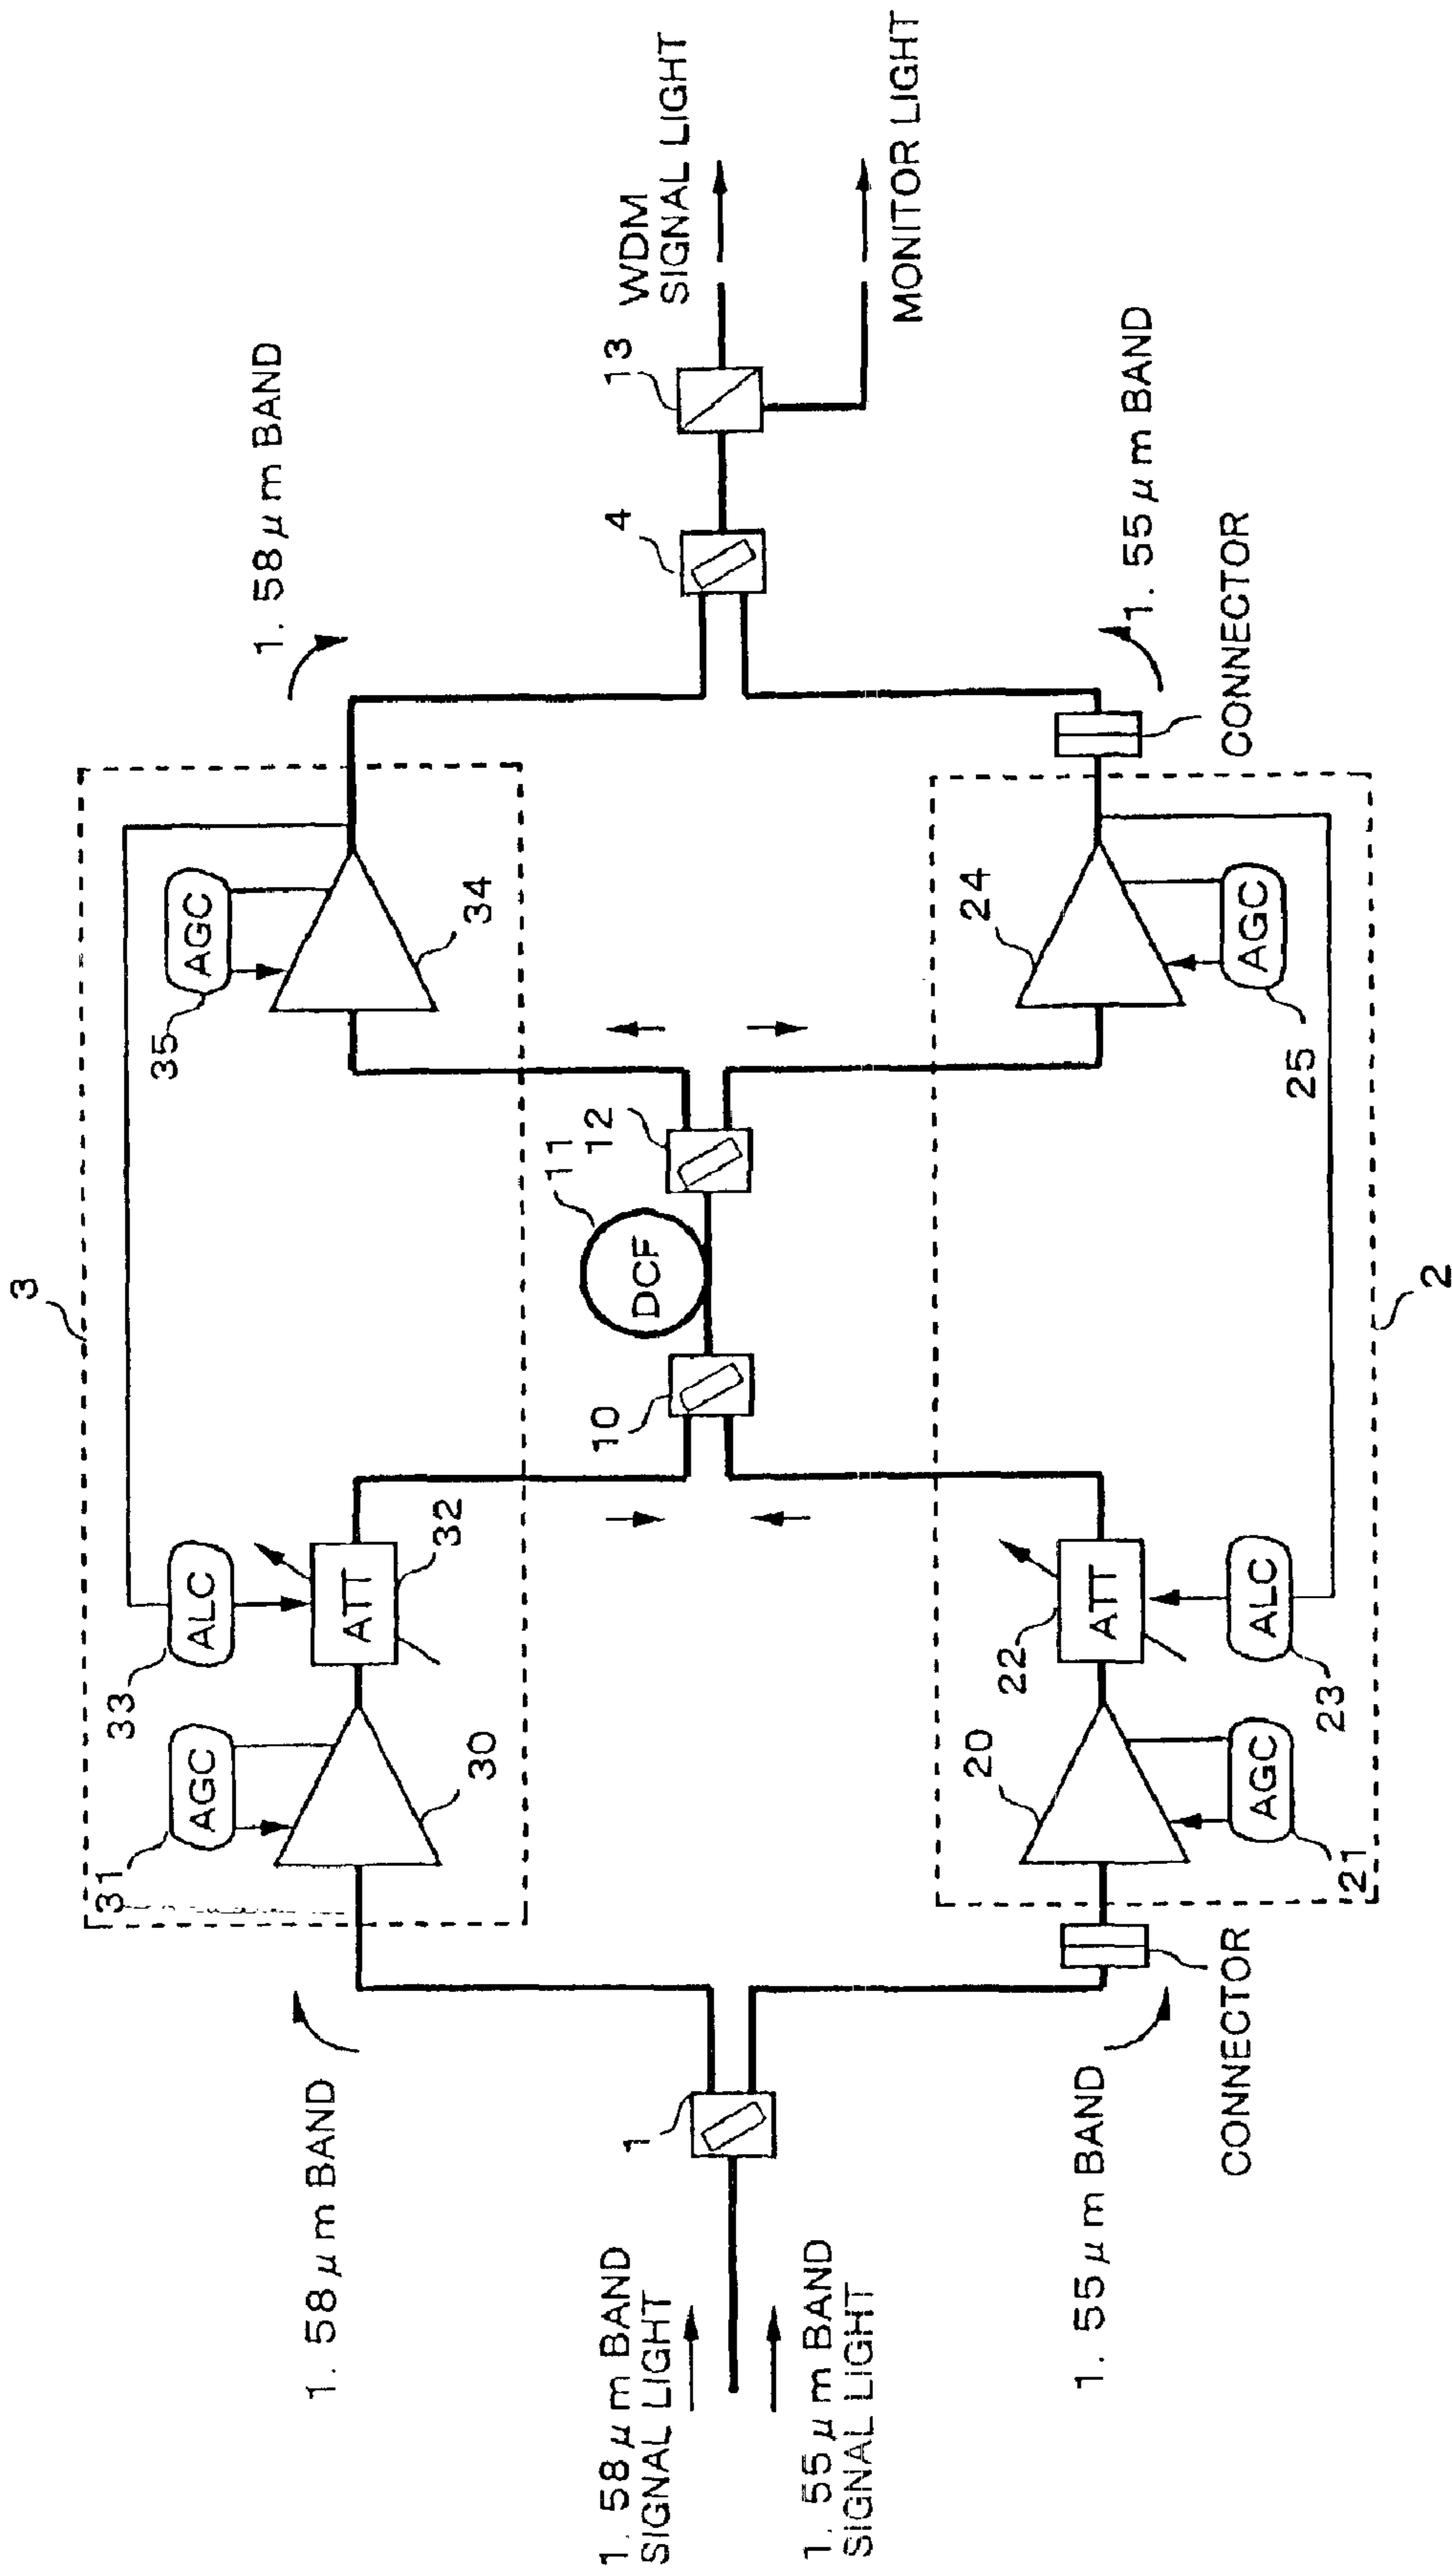 3
35
AGC
34
33
ALC
ATT
32
31
AGC
30
1. 58 μ m BAND
1. 58 μ m BAND
1. 58 μ m BAND
SIGNAL LIGHT
1. 55 μ m BAND
SIGNAL LIGHT
1
10
DCF
11
12
4
13
WDM
SIGNAL LIGHT
MONITOR LIGHT
1. 55 μ m BAND
CONNECTOR
20
AGC
21
22
ATT
ALC
23
24
AGC
25
2
1. 55 μ m BAND
CONNECTOR